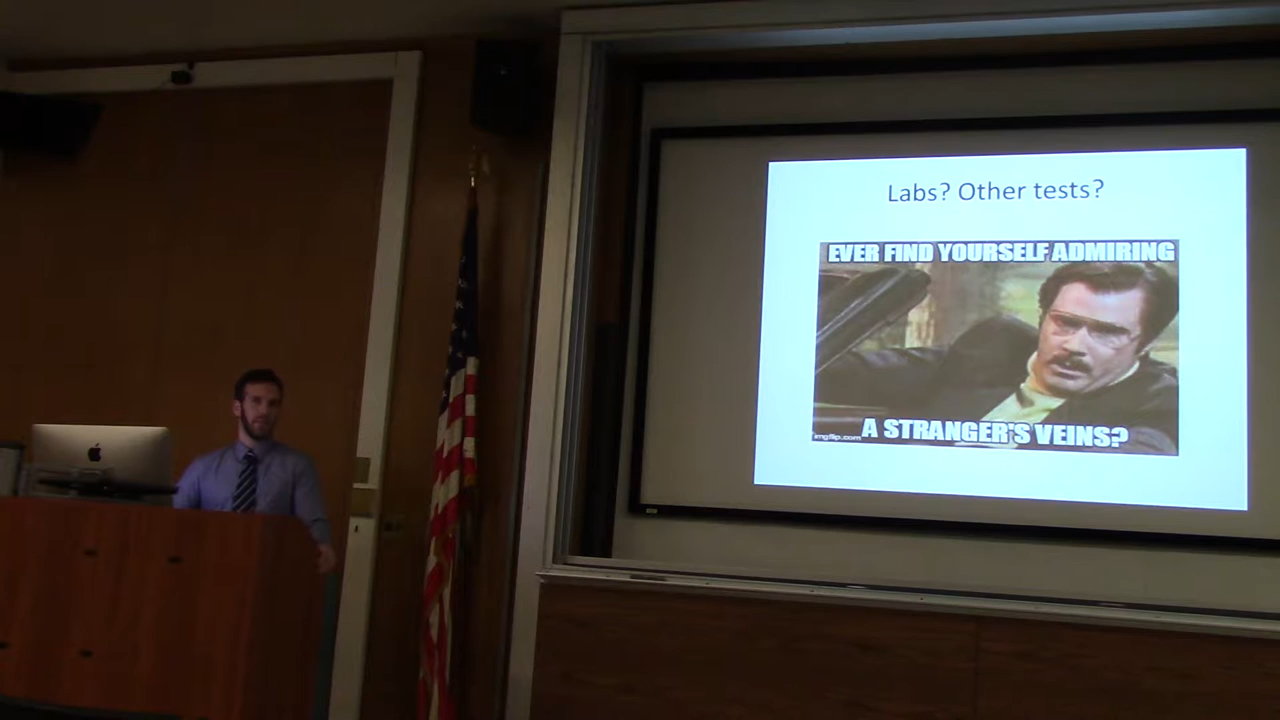 Labs? Other tests?
EVER FIND YOURSELF ADMIRING
A STRANGER'S VEINS?
imgflip.com